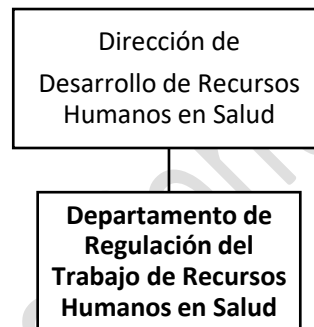 Dirección de
Desarrollo de Recursos
Humanos en Salud
Departamento de
Regulación del
Trabajo de Recursos
Humanos en Salud